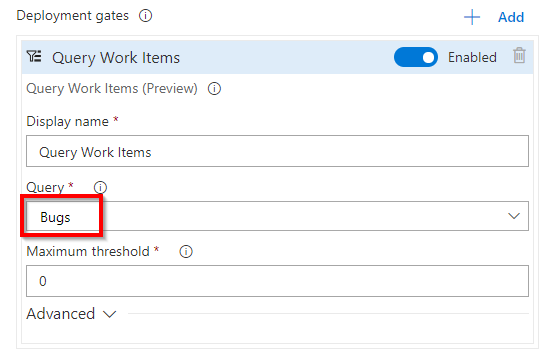 Deployment gates
Add
Query Work Items
Enabled
Query Work Items (Preview)
Display name *
Query Work Items
Query *
Bugs
Maximum threshold *
0
Advanced